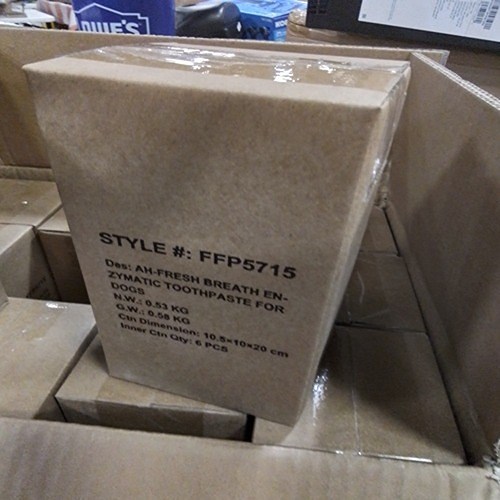 LOWE'S
STYLE #: FFP5715
Des: AH-FRESH BREATH EN-
ZYMATIC TOOTHPASTE FOR
DOGS
N.W.: 0.53 KG
G.W.: 0.58 KG
Ctn Dimension: 10.5×10×20 cm
Inner Ctn Qty: 6 PCS